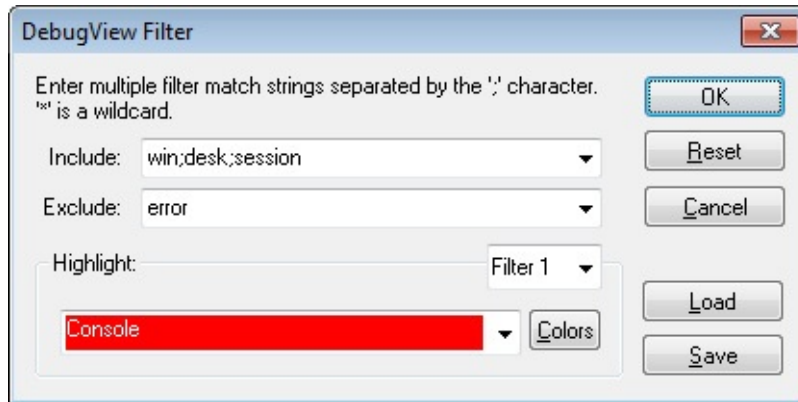 DebugView Filter
Enter multiple filter match strings separated by the ';' character.
'*' is a wildcard.
OK
Include: win;desk;session
Reset
Exclude: error
Cancel
Highlight: Filter 1
Load
Console Colors
Save